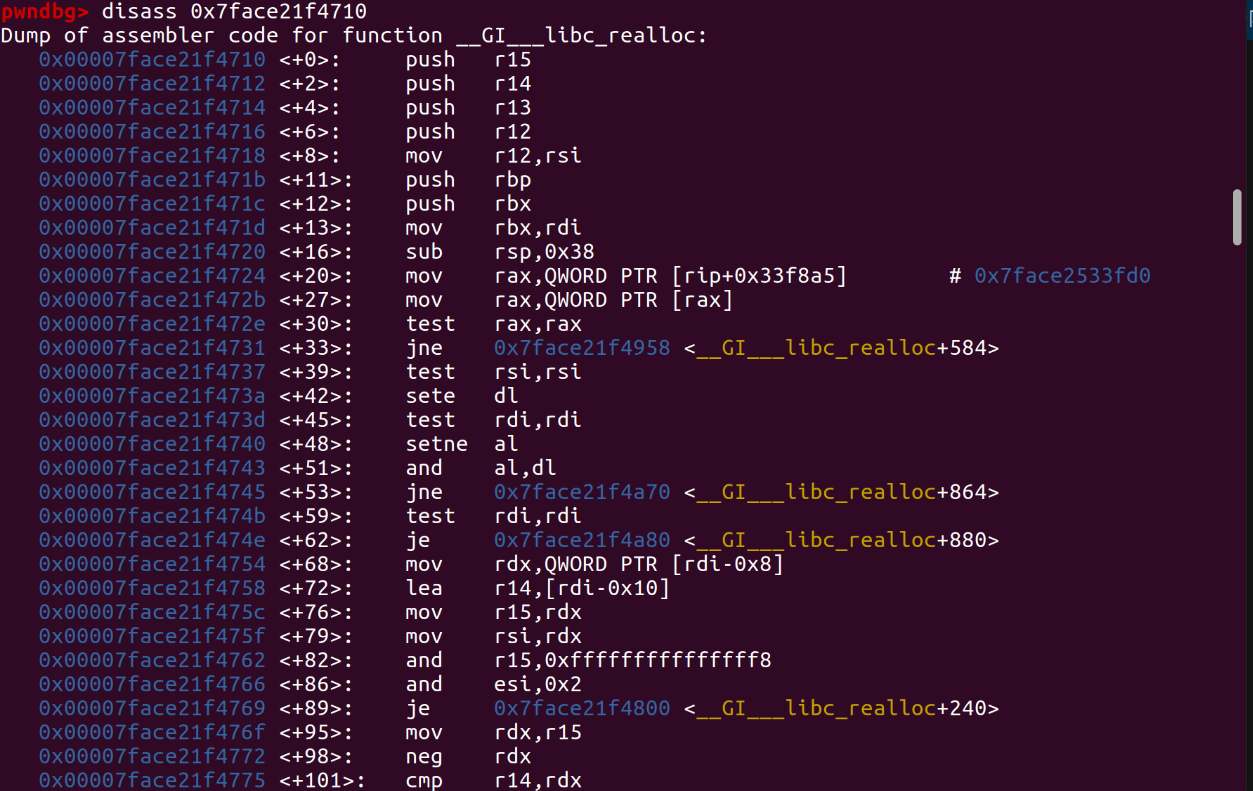 pwndbg> disass 0x7face21f4710
Dump of assembler code for function __GI___libc_realloc:
   0x00007face21f4710 <+0>:     push   r15
   0x00007face21f4712 <+2>:     push   r14
   0x00007face21f4714 <+4>:     push   r13
   0x00007face21f4716 <+6>:     push   r12
   0x00007face21f4718 <+8>:     mov    r12,rsi
   0x00007face21f471b <+11>:    push   rbp
   0x00007face21f471c <+12>:    push   rbx
   0x00007face21f471d <+13>:    mov    rbx,rdi
   0x00007face21f4720 <+16>:    sub    rsp,0x38
   0x00007face21f4724 <+20>:    mov    rax,QWORD PTR [rip+0x33f8a5]        # 0x7face2533fd0
   0x00007face21f472b <+27>:    mov    rax,QWORD PTR [rax]
   0x00007face21f472e <+30>:    test   rax,rax
   0x00007face21f4731 <+33>:    jne    0x7face21f4958 <__GI___libc_realloc+584>
   0x00007face21f4737 <+39>:    test   rsi,rsi
   0x00007face21f473a <+42>:    sete   dl
   0x00007face21f473d <+45>:    test   rdi,rdi
   0x00007face21f4740 <+48>:    setne  al
   0x00007face21f4743 <+51>:    and    al,dl
   0x00007face21f4745 <+53>:    jne    0x7face21f4a70 <__GI___libc_realloc+864>
   0x00007face21f474b <+59>:    test   rdi,rdi
   0x00007face21f474e <+62>:    je     0x7face21f4a80 <__GI___libc_realloc+880>
   0x00007face21f4754 <+68>:    mov    rdx,QWORD PTR [rdi-0x8]
   0x00007face21f4758 <+72>:    lea    r14,[rdi-0x10]
   0x00007face21f475c <+76>:    mov    r15,rdx
   0x00007face21f475f <+79>:    mov    rsi,rdx
   0x00007face21f4762 <+82>:    and    r15,0xfffffffffffffff8
   0x00007face21f4766 <+86>:    and    esi,0x2
   0x00007face21f4769 <+89>:    je     0x7face21f4800 <__GI___libc_realloc+240>
   0x00007face21f476f <+95>:    mov    rdx,r15
   0x00007face21f4772 <+98>:    neg    rdx
   0x00007face21f4775 <+101>:   cmp    r14,rdx